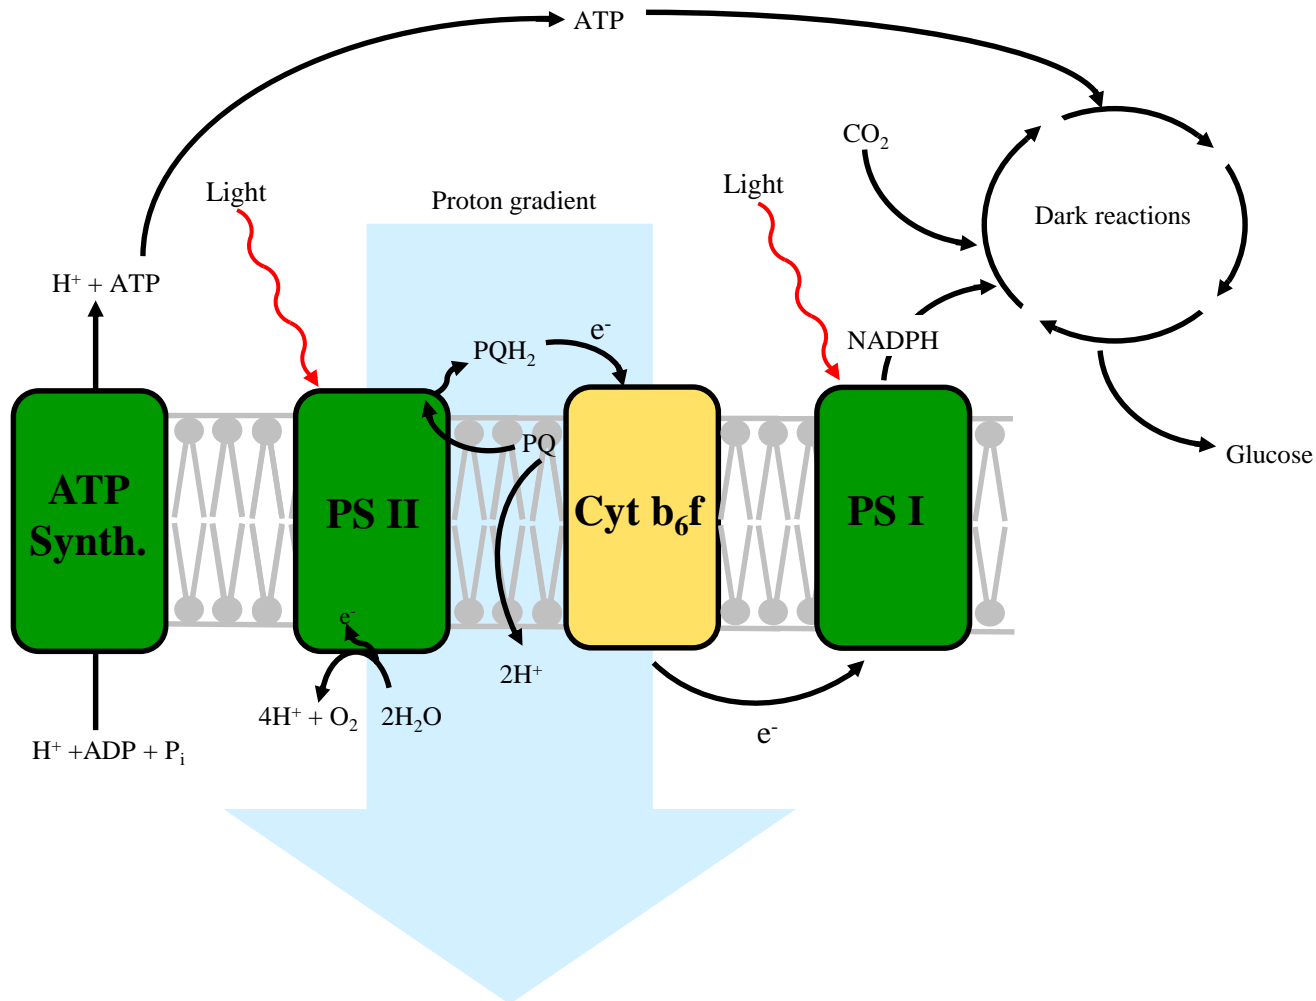 ATP
CO₂
Light
Light
Proton gradient
Dark reactions
H⁺ + ATP
e⁻
PQH₂
NADPH
PQ
Glucose
ATP
Synth.
PS II
Cyt b₆f
PS I
e⁻
2H⁺
4H⁺ + O₂
2H₂O
e⁻
H⁺ +ADP + Pᵢ